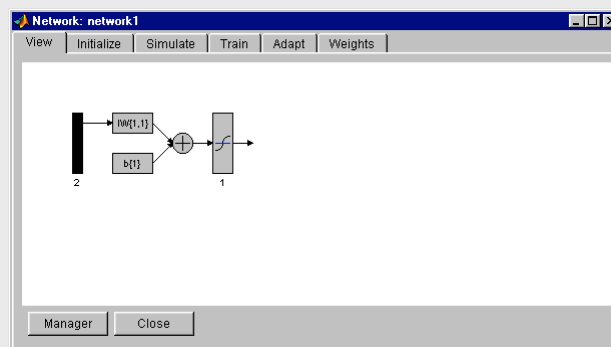 Network: network1
View Initialize Simulate Train Adapt Weights
IW{1,1}
b{1}
2 1
Manager Close